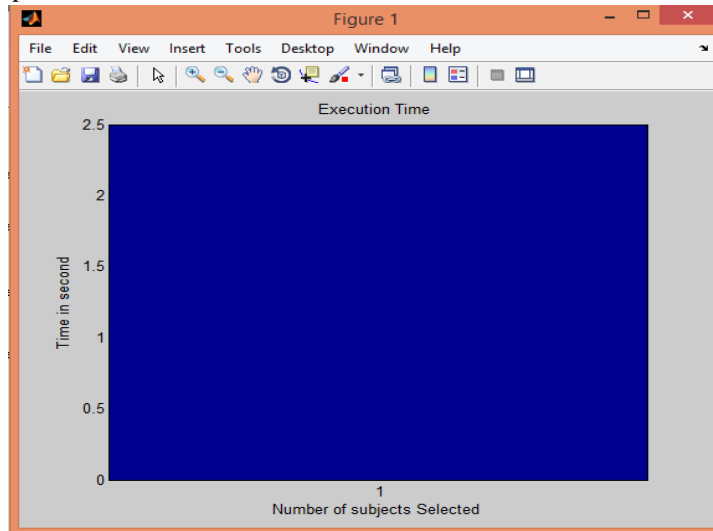 Figure 1
File Edit View Insert Tools Desktop Window Help
Execution Time
2.5
2
1.5
1
0.5
0
Time in second
1
Number of subjects Selected